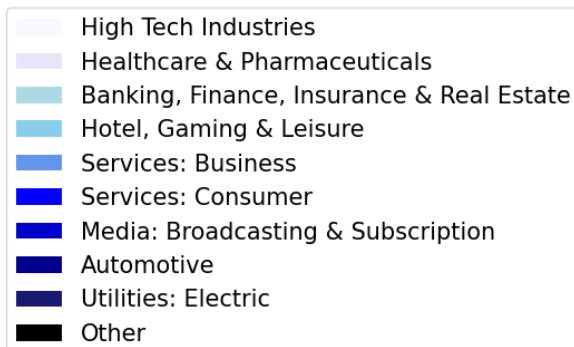 High Tech Industries
Healthcare & Pharmaceuticals
Banking, Finance, Insurance & Real Estate
Hotel, Gaming & Leisure
Services: Business
Services: Consumer
Media: Broadcasting & Subscription
Automotive
Utilities: Electric
Other